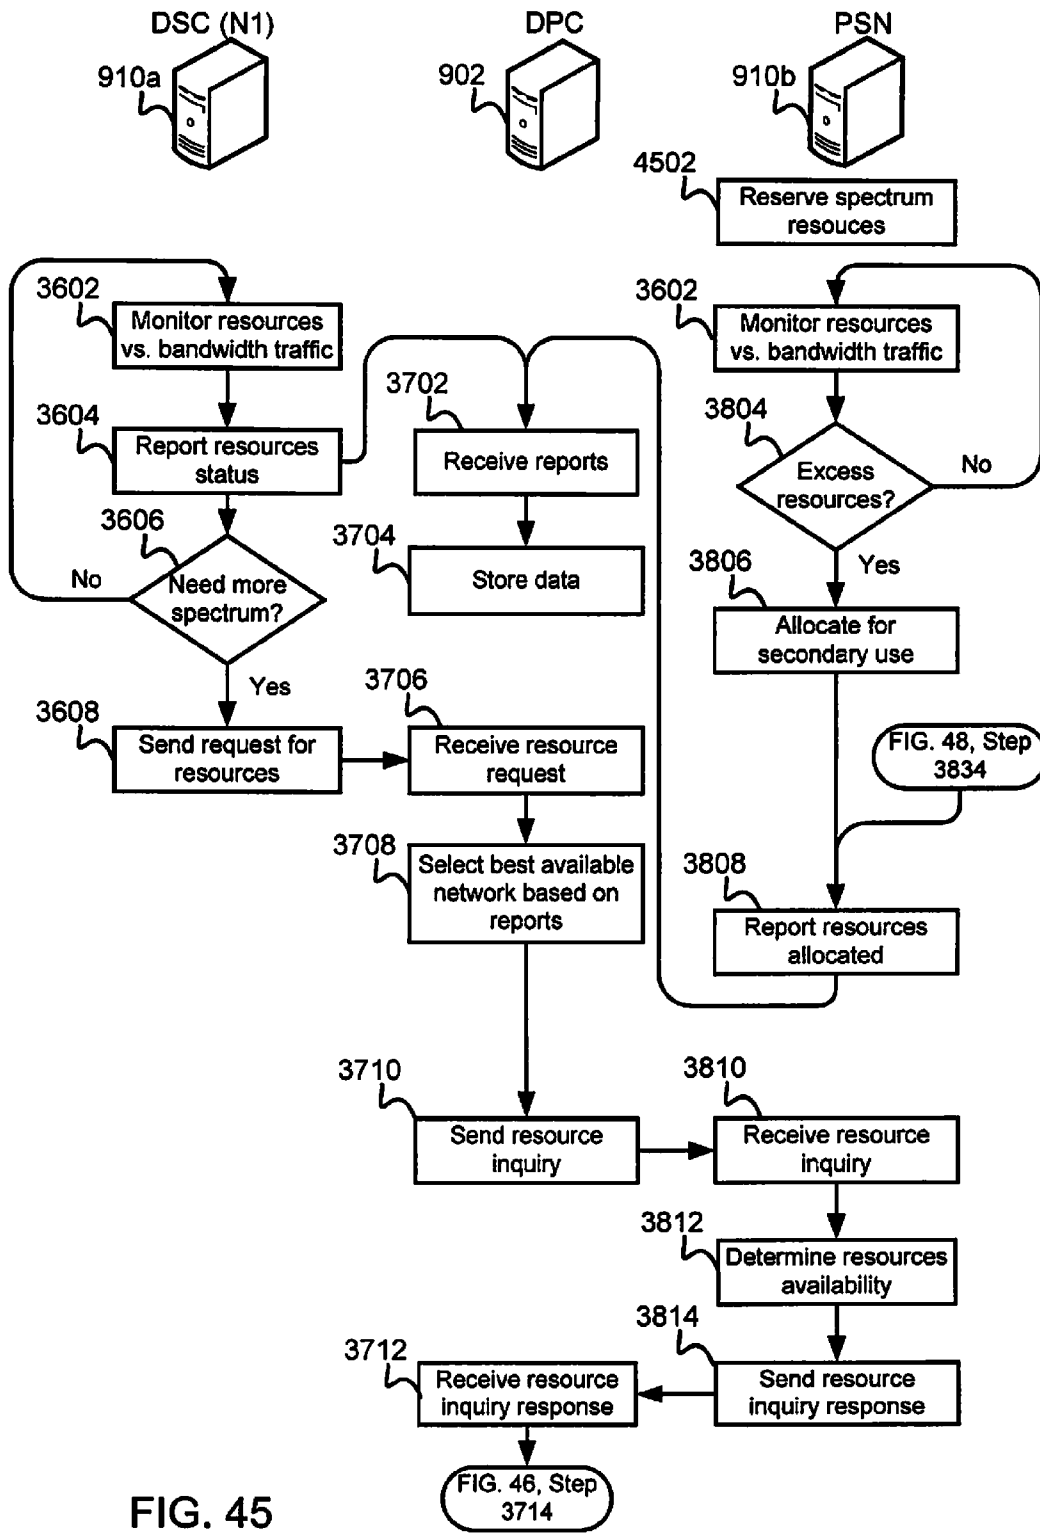 DSC (N1)
DPC
PSN
910a
902
910b
4502
Reserve spectrum
resouces
3602
Monitor resources
vs. bandwidth traffic
3602
Monitor resources
vs. bandwidth traffic
3604
Report resources
status
3702
Receive reports
3804
Excess
resources?
No
Yes
3606
Need more
spectrum?
No
Yes
3704
Store data
3806
Allocate for
secondary use
3608
Send request for
resources
3706
Receive resource
request
FIG. 48, Step
3834
3708
Select best available
network based on
reports
3808
Report resources
allocated
3710
Send resource
inquiry
3810
Receive resource
inquiry
3812
Determine resources
availability
3814
Send resource
inquiry response
3712
Receive resource
inquiry response
FIG. 46, Step
3714
FIG. 45